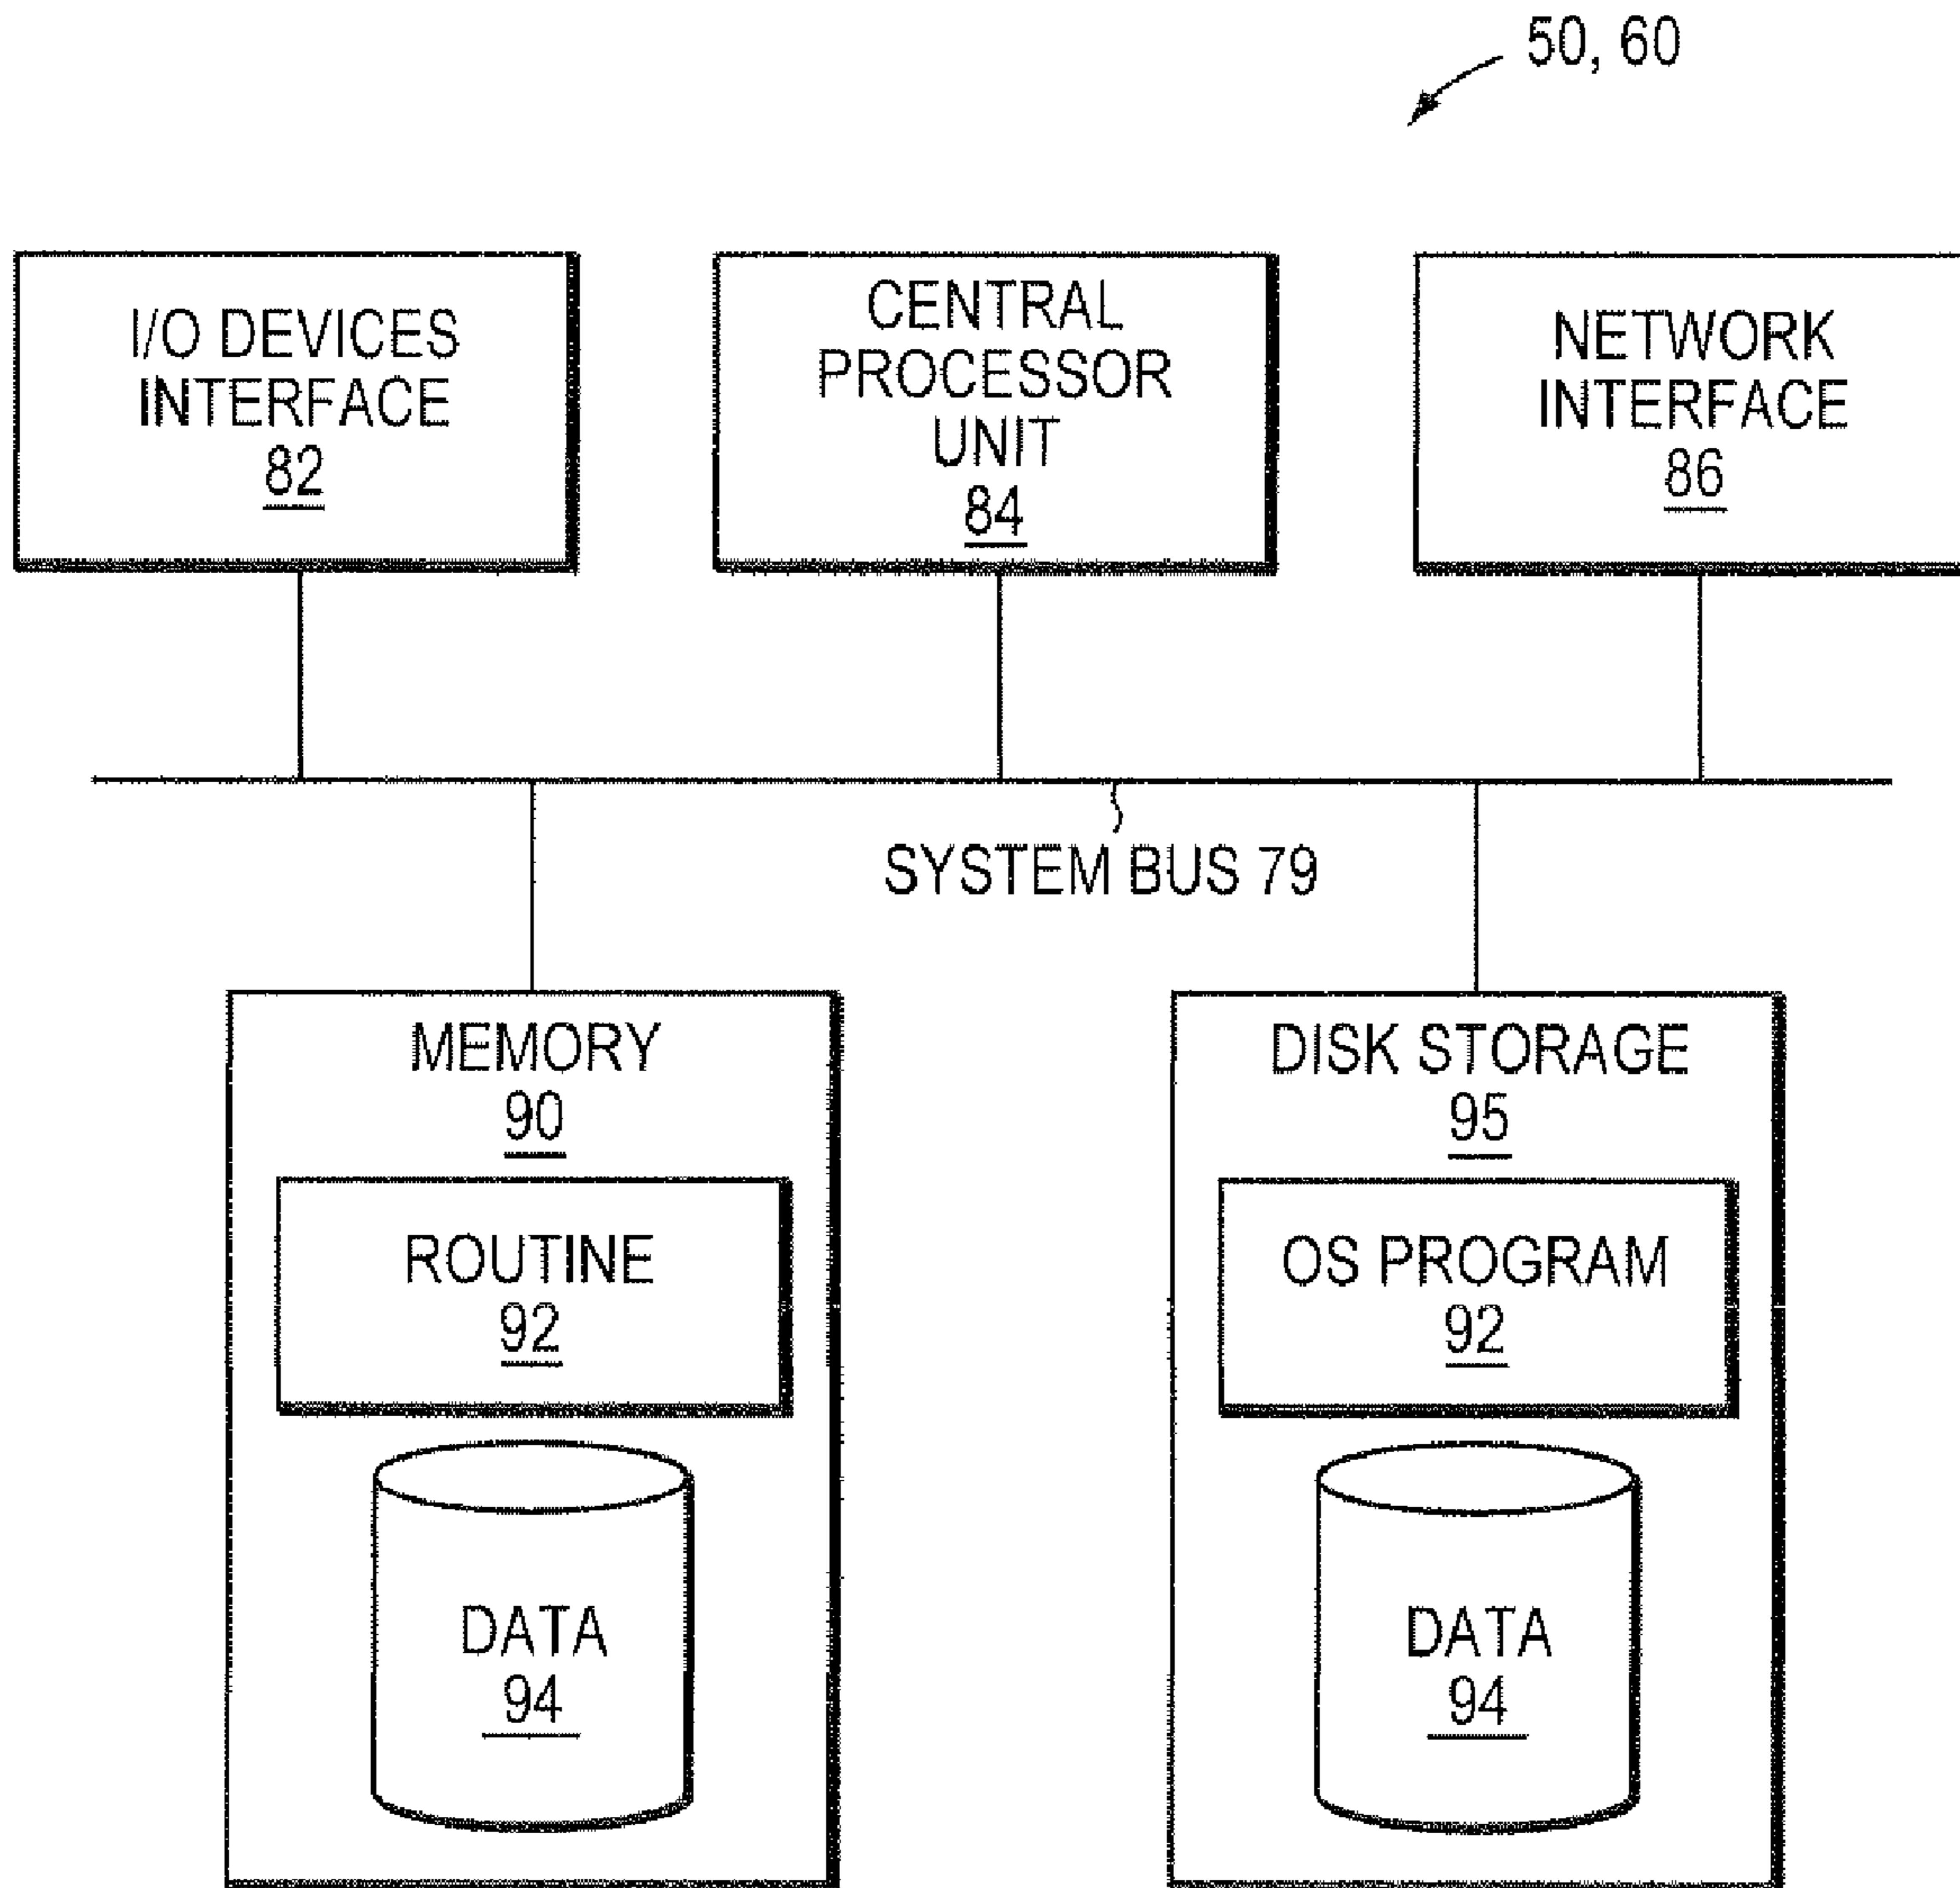 50, 60
I/O DEVICES
INTERFACE
82
CENTRAL
PROCESSOR
UNIT
84
NETWORK
INTERFACE
86
SYSTEM BUS 79
MEMORY
90
ROUTINE
92
DATA
94
DISK STORAGE
95
OS PROGRAM
92
DATA
94